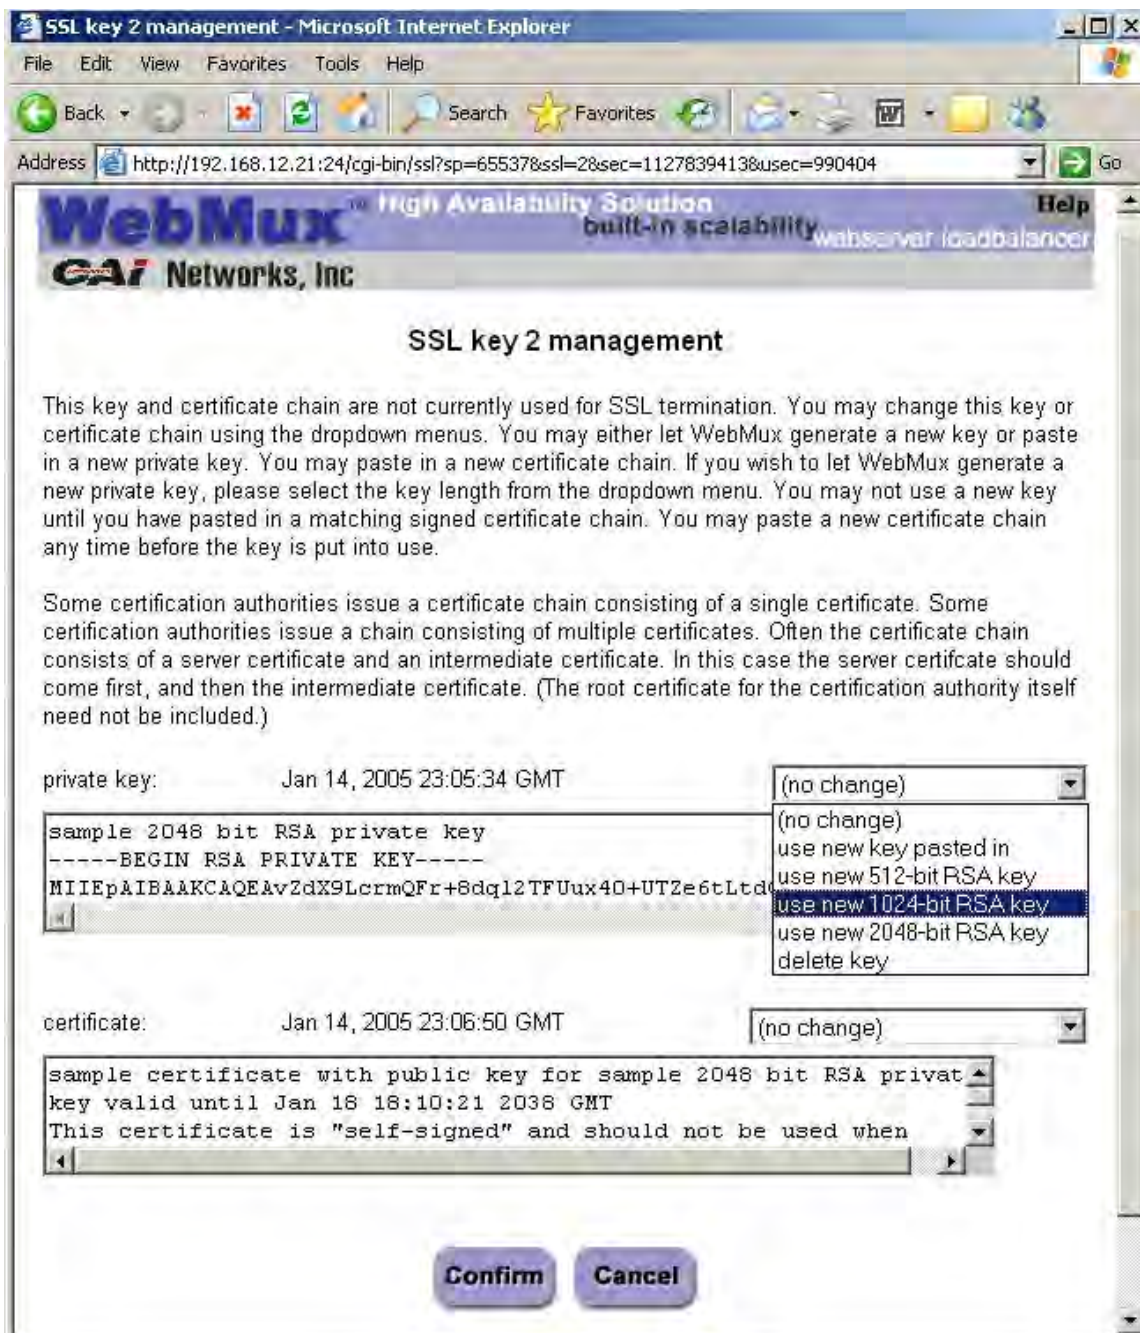 SSL key 2 management - Microsoft Internet Explorer
File Edit View Favorites Tools Help
Back Search Favorites
Address http://192.168.12.21:24/cgi-bin/ssl?sp=65537&ssl=2&sec=1127839413&usec=990404 Go
WebMux™ High Availability Solution Help
built-in scalability
webserver loadbalancer
CAI Networks, Inc
SSL key 2 management
This key and certificate chain are not currently used for SSL termination. You may change this key or
certificate chain using the dropdown menus. You may either let WebMux generate a new key or paste
in a new private key. You may paste in a new certificate chain. If you wish to let WebMux generate a
new private key, please select the key length from the dropdown menu. You may not use a new key
until you have pasted in a matching signed certificate chain. You may paste a new certificate chain
any time before the key is put into use.
Some certification authorities issue a certificate chain consisting of a single certificate. Some
certification authorities issue a chain consisting of multiple certificates. Often the certificate chain
consists of a server certificate and an intermediate certificate. In this case the server certifcate should
come first, and then the intermediate certificate. (The root certificate for the certification authority itself
need not be included.)
private key: Jan 14, 2005 23:05:34 GMT (no change)
sample 2048 bit RSA private key
-----BEGIN RSA PRIVATE KEY-----
MIIEpAIBAAKCAQEAvZdX9LcrmQFr+8dql2TFUux4O+UTZe6tLtd
(no change)
use new key pasted in
use new 512-bit RSA key
use new 1024-bit RSA key
use new 2048-bit RSA key
delete key
certificate: Jan 14, 2005 23:06:50 GMT (no change)
sample certificate with public key for sample 2048 bit RSA privat
key valid until Jan 18 18:10:21 2038 GMT
This certificate is "self-signed" and should not be used when
Confirm Cancel